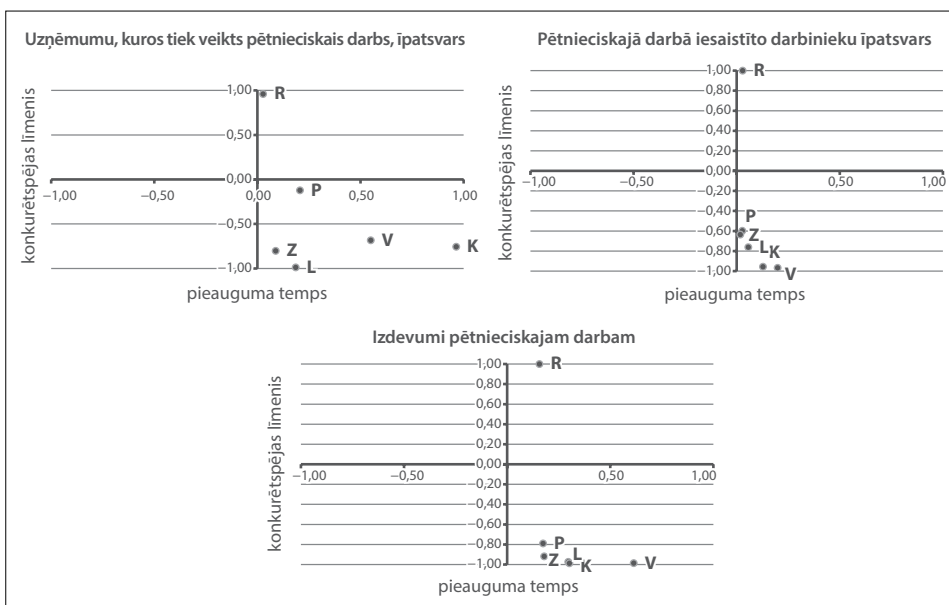 Uzņēmumu, kuros tiek veikts pētnieciskais darbs, īpatsvars
konkurētspējas līmenis
1,00
R
0,50
0,00
−1,00
−0,50
0,00
0,50
1,00
P
−0,50
V
K
Z
L
−1,00
pieauguma temps
Pētnieciskajā darbā iesaistīto darbinieku īpatsvars
konkurētspējas līmenis
1,00
R
0,80
0,60
0,40
0,20
0,00
−1,00
−0,50
0,50
1,00
−0,20
−0,40
−0,60
P
Z
−0,80
L
K
−1,00
V
pieauguma temps
Izdevumi pētnieciskajam darbam
konkurētspējas līmenis
1,00
R
0,80
0,60
0,40
0,20
0,00
−1,00
−0,50
0,50
1,00
−0,20
−0,40
−0,60
−0,80
P
Z
L
K
V
−1,00
pieauguma temps